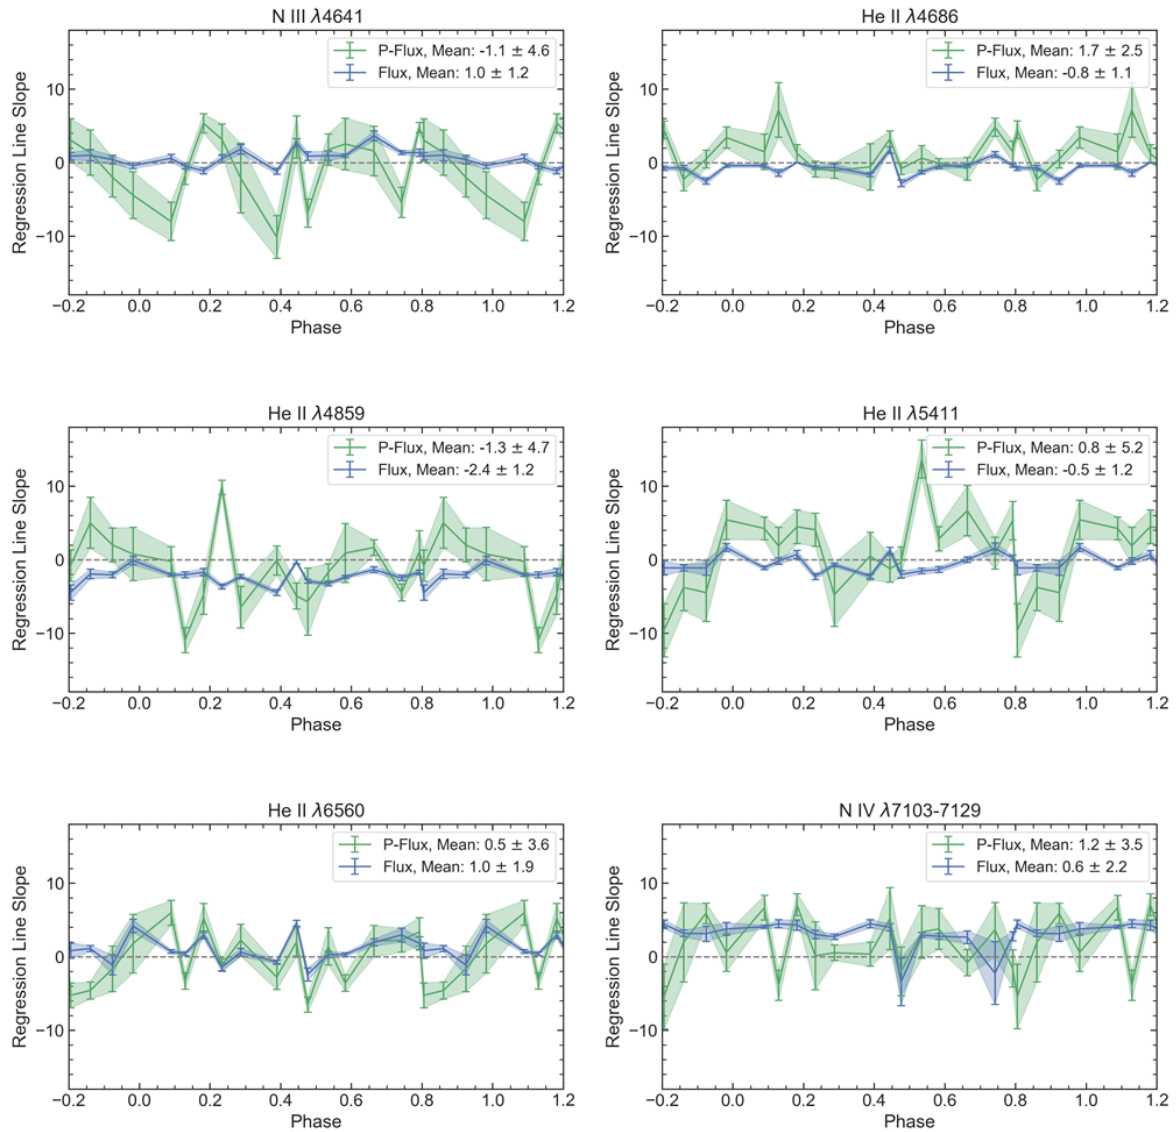 N III λ4641
P-Flux, Mean: -1.1 ± 4.6
Flux, Mean: 1.0 ± 1.2
10
0
−10
Regression Line Slope
−0.2 0.0 0.2 0.4 0.6 0.8 1.0 1.2
Phase
He II λ4686
P-Flux, Mean: 1.7 ± 2.5
Flux, Mean: -0.8 ± 1.1
10
0
−10
Regression Line Slope
−0.2 0.0 0.2 0.4 0.6 0.8 1.0 1.2
Phase
He II λ4859
P-Flux, Mean: -1.3 ± 4.7
Flux, Mean: -2.4 ± 1.2
10
0
−10
Regression Line Slope
−0.2 0.0 0.2 0.4 0.6 0.8 1.0 1.2
Phase
He II λ5411
P-Flux, Mean: 0.8 ± 5.2
Flux, Mean: -0.5 ± 1.2
10
0
−10
Regression Line Slope
−0.2 0.0 0.2 0.4 0.6 0.8 1.0 1.2
Phase
He II λ6560
P-Flux, Mean: 0.5 ± 3.6
Flux, Mean: 1.0 ± 1.9
10
0
−10
Regression Line Slope
−0.2 0.0 0.2 0.4 0.6 0.8 1.0 1.2
Phase
N IV λ7103-7129
P-Flux, Mean: 1.2 ± 3.5
Flux, Mean: 0.6 ± 2.2
10
0
−10
Regression Line Slope
−0.2 0.0 0.2 0.4 0.6 0.8 1.0 1.2
Phase